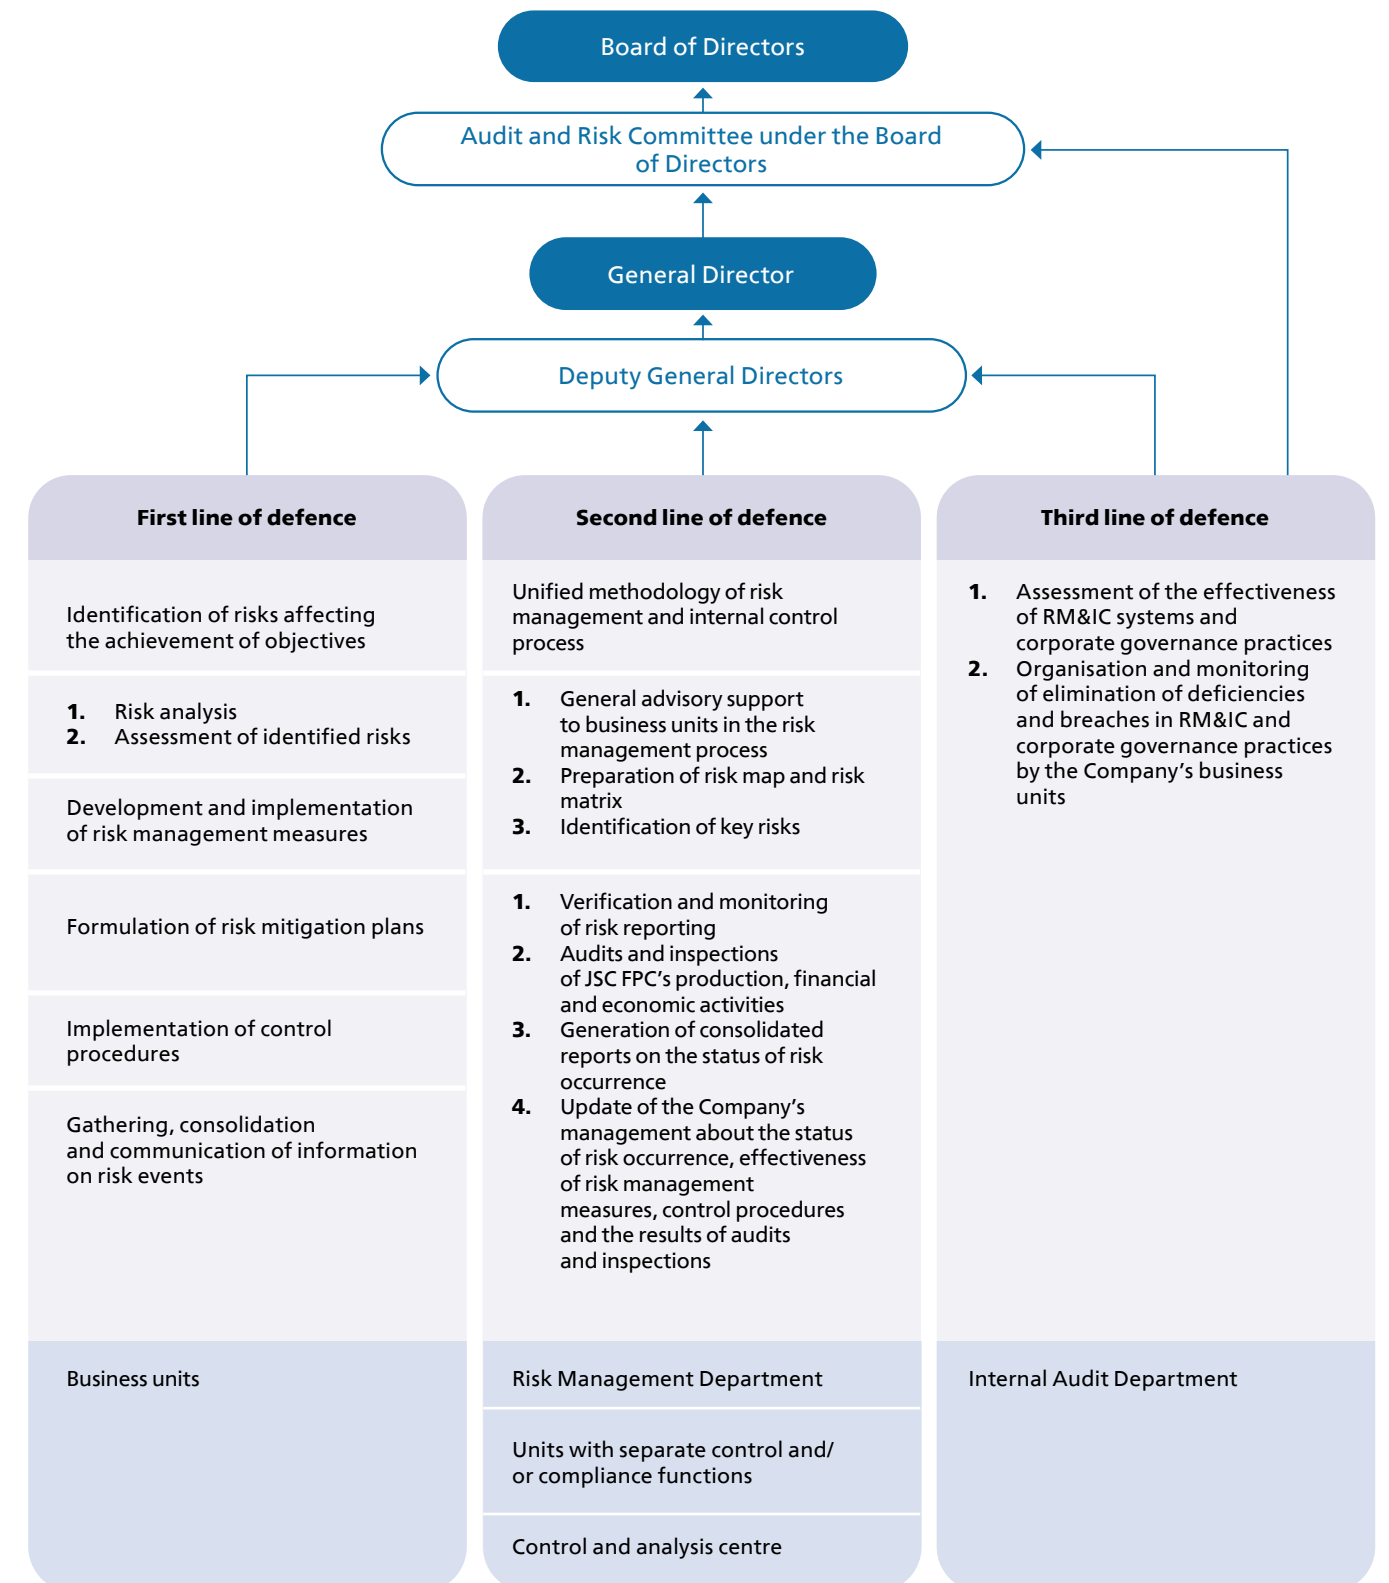 Board of Directors
Audit and Risk Committee under the Board
of Directors
General Director
Deputy General Directors
First line of defence
Identification of risks affecting
the achievement of objectives
1. Risk analysis
2. Assessment of identified risks
Development and implementation
of risk management measures
Formulation of risk mitigation plans
Implementation of control
procedures
Gathering, consolidation
and communication of information
on risk events
Business units
Second line of defence
Unified methodology of risk
management and internal control
process
1. General advisory support
to business units in the risk
management process
2. Preparation of risk map and risk
matrix
3. Identification of key risks
1. Verification and monitoring
of risk reporting
2. Audits and inspections
of JSC FPC's production, financial
and economic activities
3. Generation of consolidated
reports on the status of risk
occurrence
4. Update of the Company's
management about the status
of risk occurrence, effectiveness
of risk management
measures, control procedures
and the results of audits
and inspections
Risk Management Department
Units with separate control and/
or compliance functions
Control and analysis centre
Third line of defence
1. Assessment of the effectiveness
of RM&IC systems and
corporate governance practices
2. Organisation and monitoring
of elimination of deficiencies
and breaches in RM&IC and
corporate governance practices
by the Company's business
units
Internal Audit Department